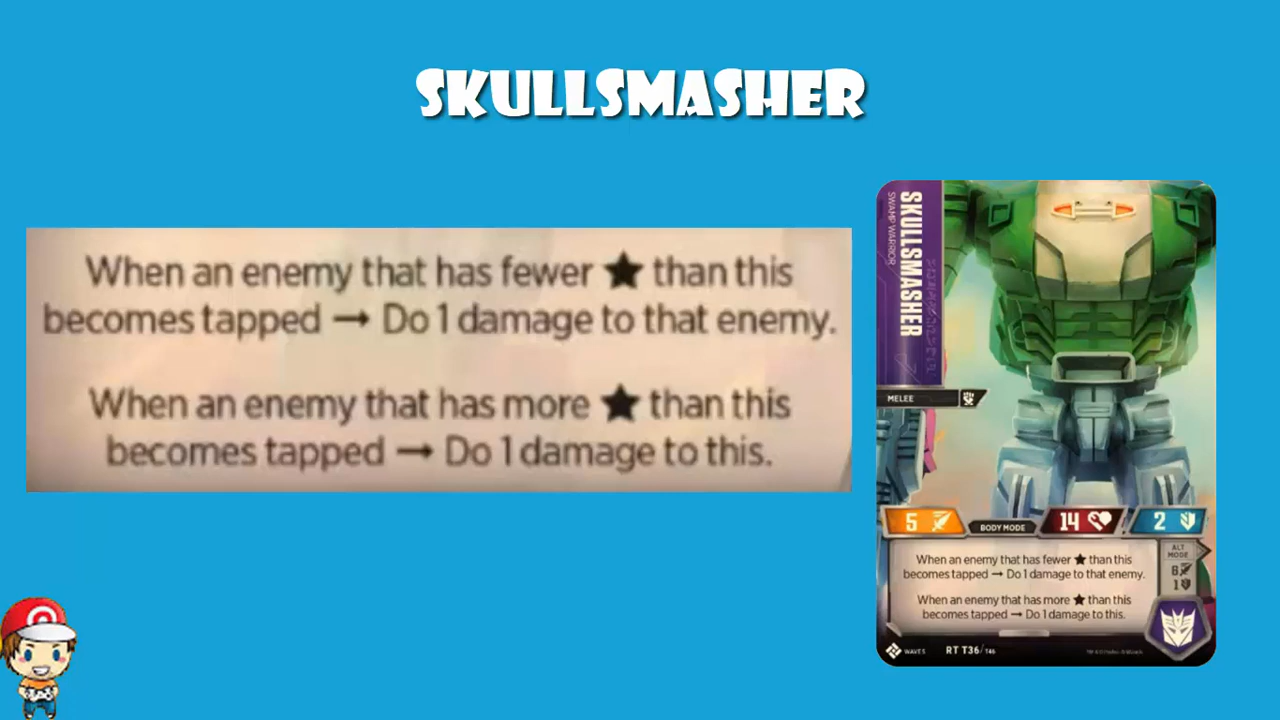 SKULLSMASHER
When an enemy that has fewer ★ than this
becomes tapped → Do 1 damage to that enemy.
When an enemy that has more ★ than this
becomes tapped → Do 1 damage to this.
SKULLSMASHER
SWAMP WARRIOR
MELEE
5
BODY MODE
14
2
When an enemy that has fewer ★ than this
becomes tapped → Do 1 damage to that enemy.
When an enemy that has more ★ than this
becomes tapped → Do 1 damage to this.
ALT
MODE
6
1
WAVE5
RT T36/146